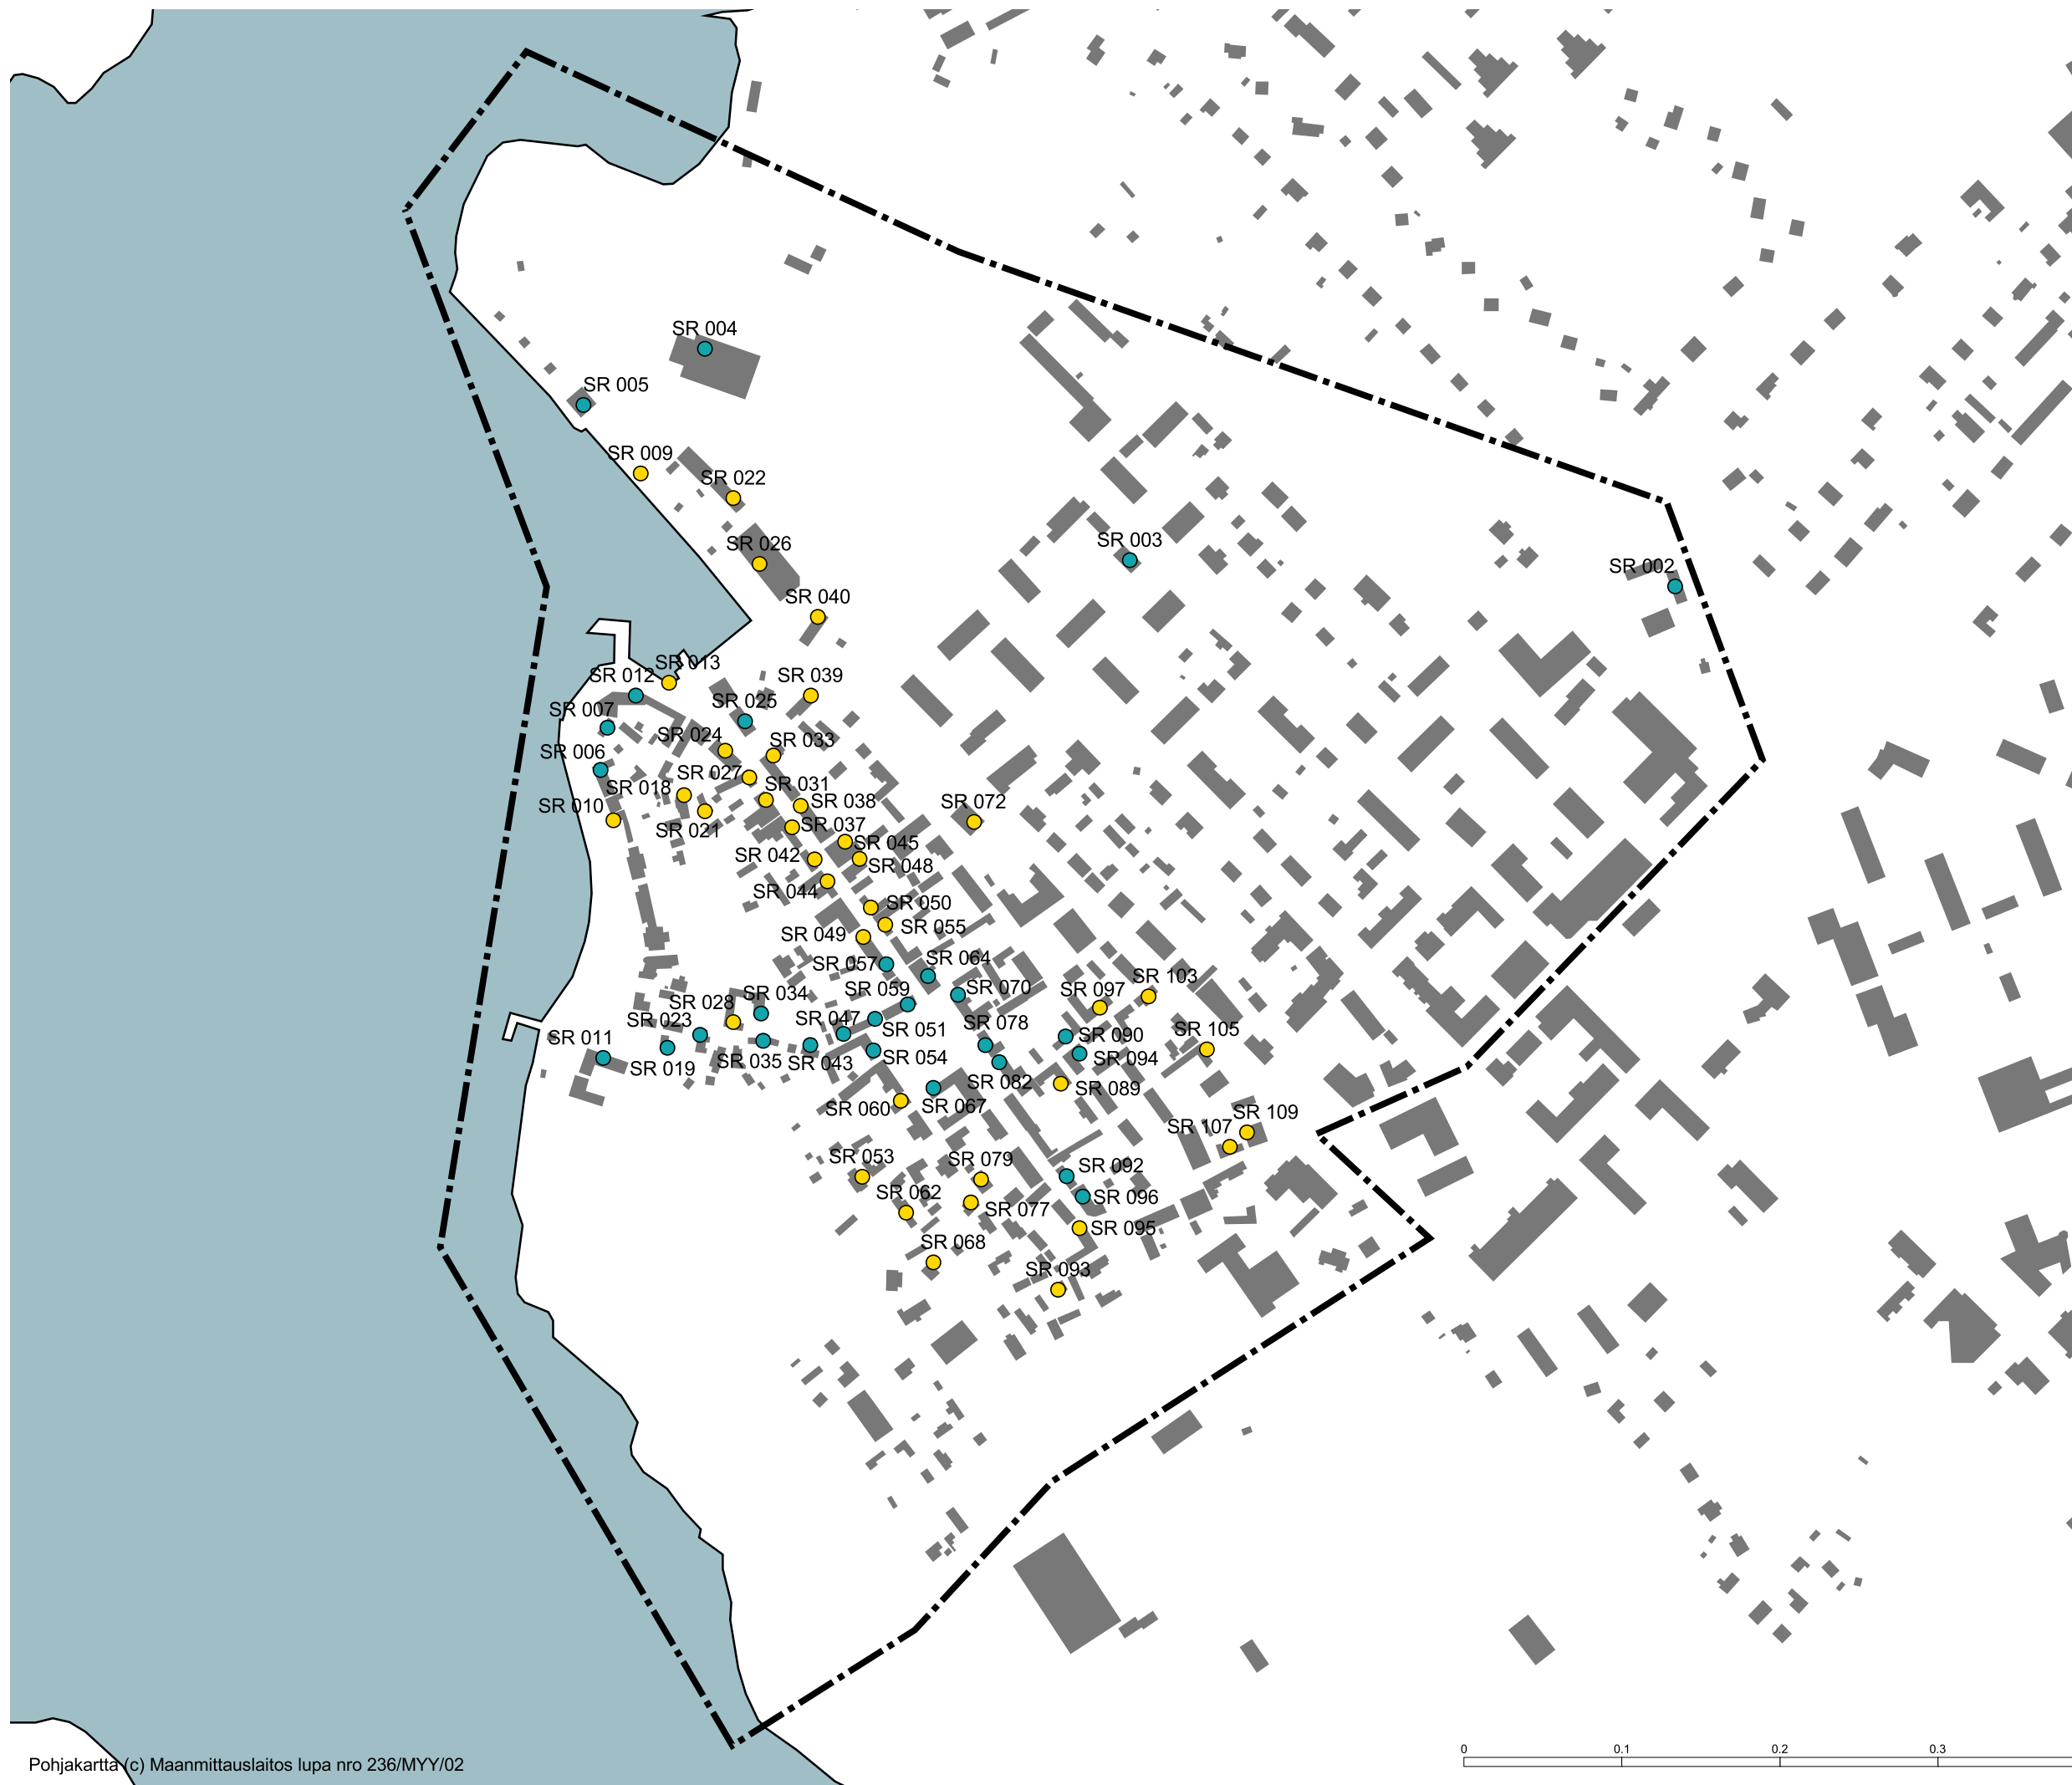 SR 004
SR 005
SR 009
SR 022
SR 026
SR 003
SR 002
SR 040
SR 013
SR 012
SR 039
SR 025
SR 007
SR 024
SR 033
SR 006
SR 027
SR 031
SR 018
SR 038
SR 072
SR 010
SR 021
SR 037
SR 045
SR 042
SR 048
SR 044
SR 050
SR 055
SR 049
SR 064
SR 057
SR 103
SR 059
SR 070
SR 097
SR 034
SR 028
SR 023
SR 047
SR 051
SR 078
SR 105
SR 090
SR 011
SR 054
SR 094
SR 035
SR 043
SR 019
SR 082
SR 089
SR 060
SR 067
SR 109
SR 107
SR 053
SR 079
SR 092
SR 062
SR 096
SR 077
SR 095
SR 068
SR 093
0 0.1 0.2 0.3
Pohjakartta (c) Maanmittauslaitos lupa nro 236/MYY/02